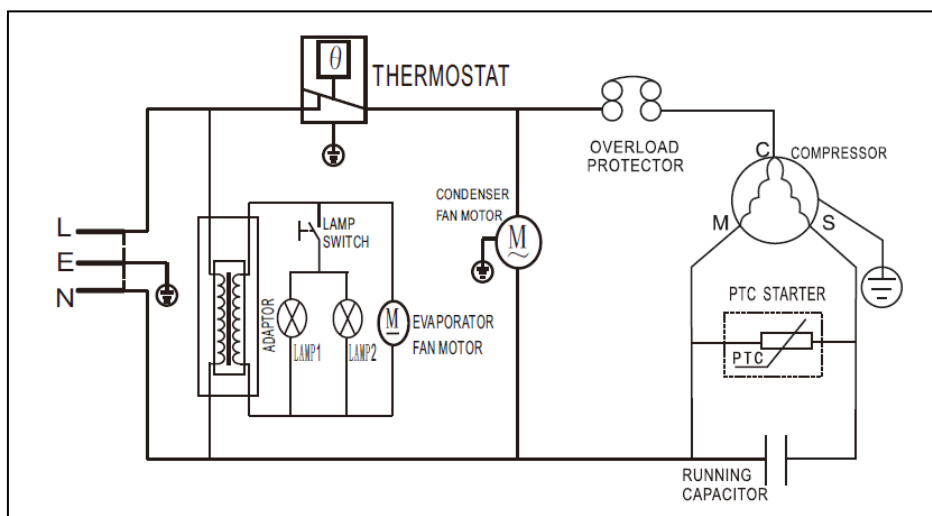 θ
THERMOSTAT
OVERLOAD
PROTECTOR
C
COMPRESSOR
M
S
CONDENSER
FAN MOTOR
M
~
L
E
N
LAMP
SWITCH
ADAPTOR
LAMP1
LAMP2
M
EVAPORATOR
FAN MOTOR
PTC STARTER
PTC
RUNNING
CAPACITOR